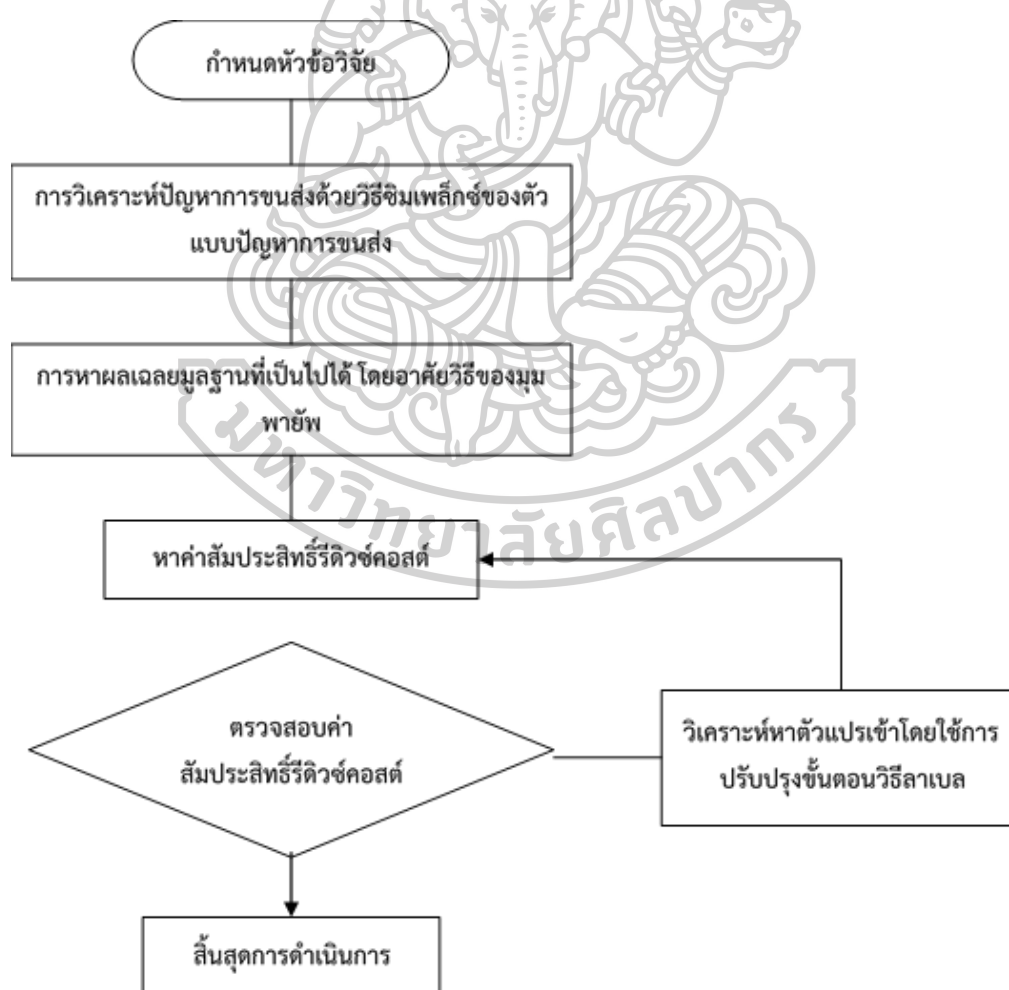 กำหนดหัวข้อวิจัย
การวิเคราะห์ปัญหาการขนส่งด้วยวิธีซิมเพล็กซ์ของตัว
แบบปัญหาการขนส่ง
การหาผลเฉลยมูลฐานที่เป็นไปได้ โดยอาศัยวิธีของมุม
พายัพ
มหาวิทยาลัยศิลปากร
หาค่าสัมประสิทธิ์รีดิวซ์คอสต์
ตรวจสอบค่า
สัมประสิทธิ์รีดิวซ์คอสต์
วิเคราะห์หาตัวแปรเข้าโดยใช้การ
ปรับปรุงขั้นตอนวิธีลาเบล
สิ้นสุดการดำเนินการ